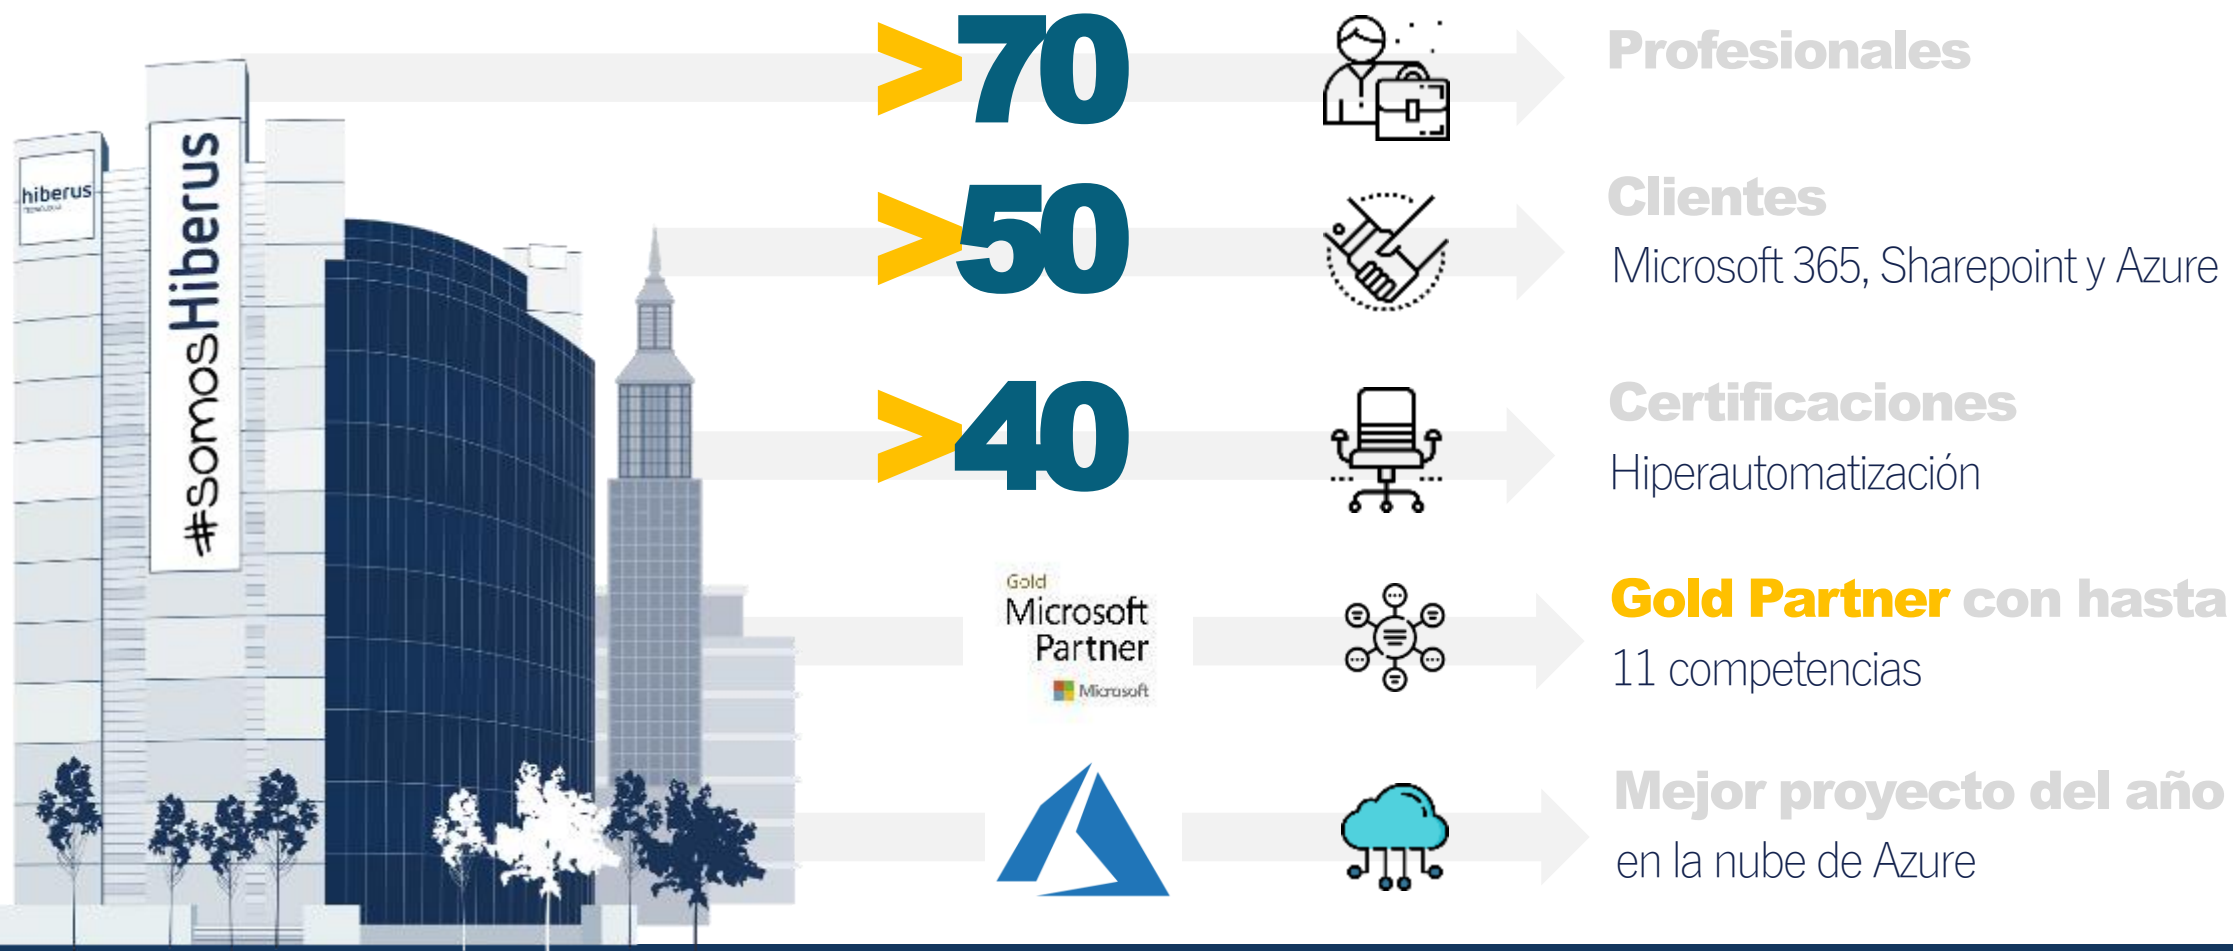 hiberus
TECNOLOGÍA
#somosHiberus
>70
Profesionales
>50
Clientes
Microsoft 365, Sharepoint y Azure
>40
Certificaciones
Hiperautomatización
Gold
Microsoft
Partner
Microsoft
Gold Partner con hasta
11 competencias
Mejor proyecto del año
en la nube de Azure